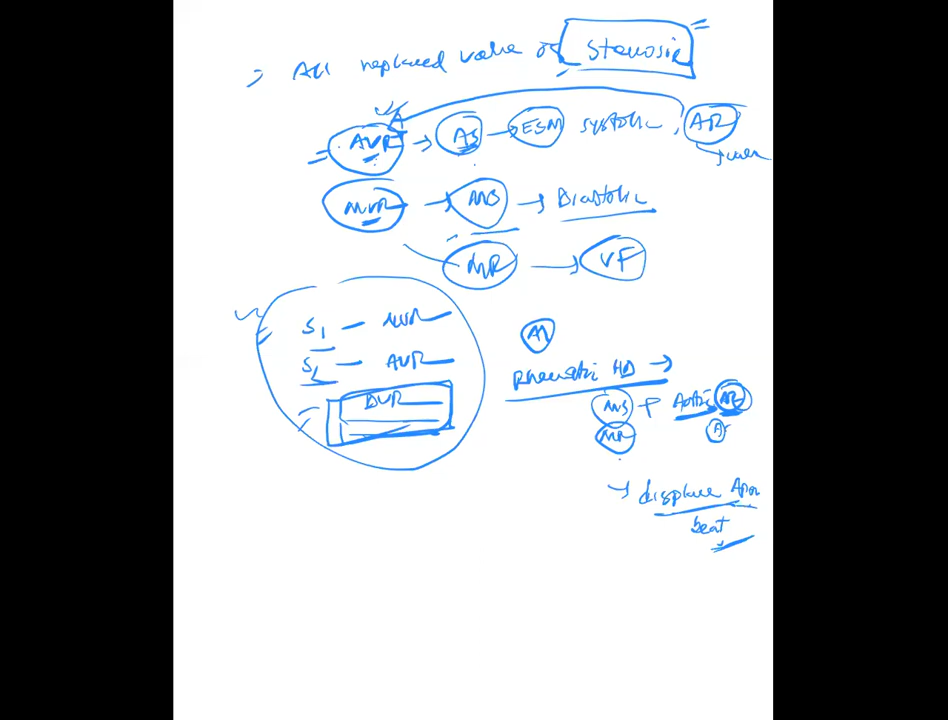 All replaced valve or Stenosis
AVR → AS → ESM systolic, AR
MVR → MS → Diastolic
MR → VF
S1 — MVR
S2 — AVR
DVR
Rheumatic HD →
MS + Aortic AR
MR
→ displace Apex
beat